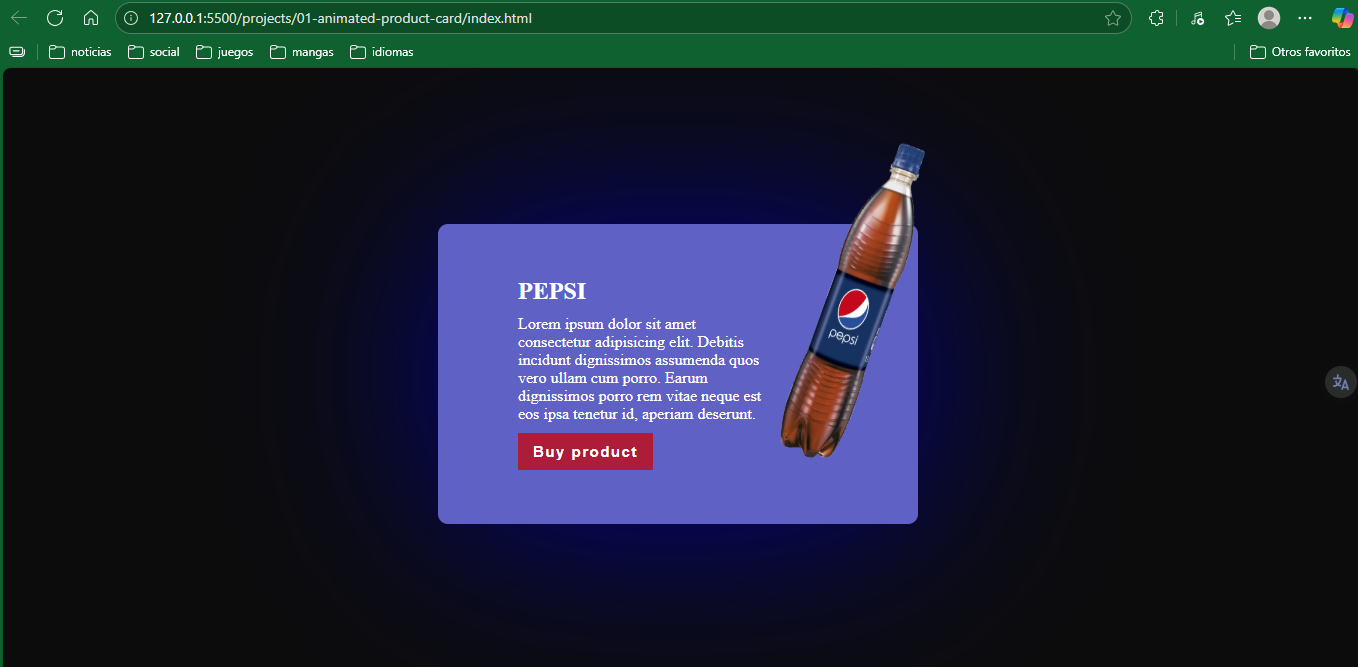 127.0.0.1:5500/projects/01-animated-product-card/index.html
noticias social juegos mangas idiomas Otros favoritos
PEPSI
Lorem ipsum dolor sit amet
consectetur adipisicing elit. Debitis
incidunt dignissimos assumenda quos
vero ullam cum porro. Earum
dignissimos porro rem vitae neque est
eos ipsa tenetur id, aperiam deserunt.
Buy product
pepsi